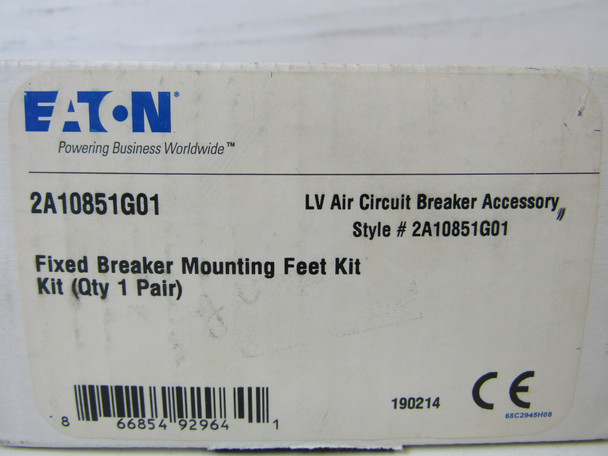 EATON
Powering Business Worldwide™
2A10851G01
LV Air Circuit Breaker Accessory
Style # 2A10851G01
Fixed Breaker Mounting Feet Kit
Kit (Qty 1 Pair)
8 66854 92964 1
190214
CE
68C2945H08